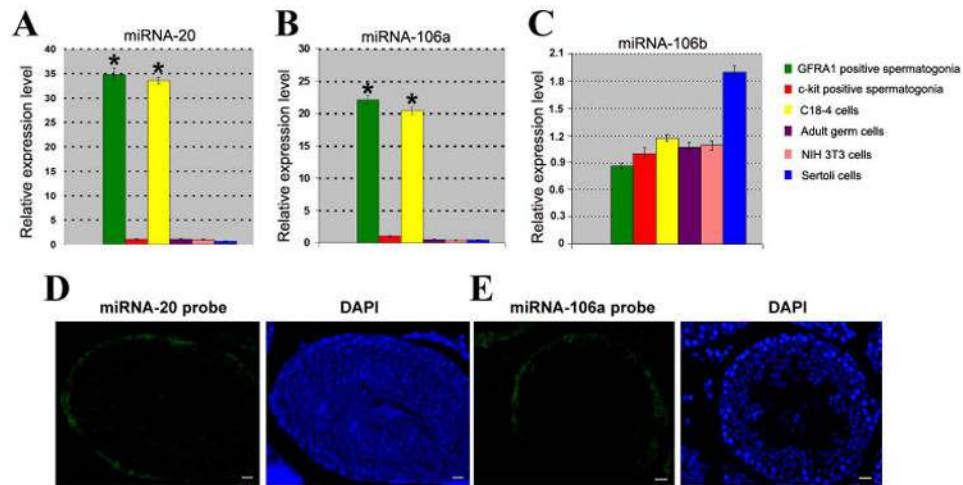 A
miRNA-20
Relative expression level
40
35
30
25
20
15
10
5
0
*
*
B
miRNA-106a
Relative expression level
30
25
20
15
10
5
0
*
*
C
miRNA-106b
Relative expression level
2.1
1.8
1.5
1.2
0.9
0.6
0.3
0
GFRA1 positive spermatogonia
c-kit positive spermatogonia
C18-4 cells
Adult germ cells
NIH 3T3 cells
Sertoli cells
D
miRNA-20 probe
DAPI
E
miRNA-106a probe
DAPI